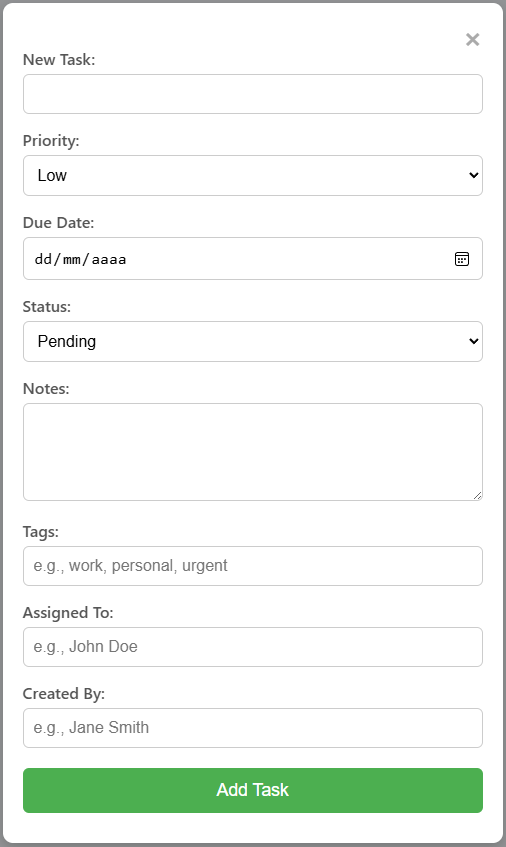 ×
New Task:
Priority:
Low
Due Date:
dd/mm/aaaa
Status:
Pending
Notes:
Tags:
e.g., work, personal, urgent
Assigned To:
e.g., John Doe
Created By:
e.g., Jane Smith
Add Task